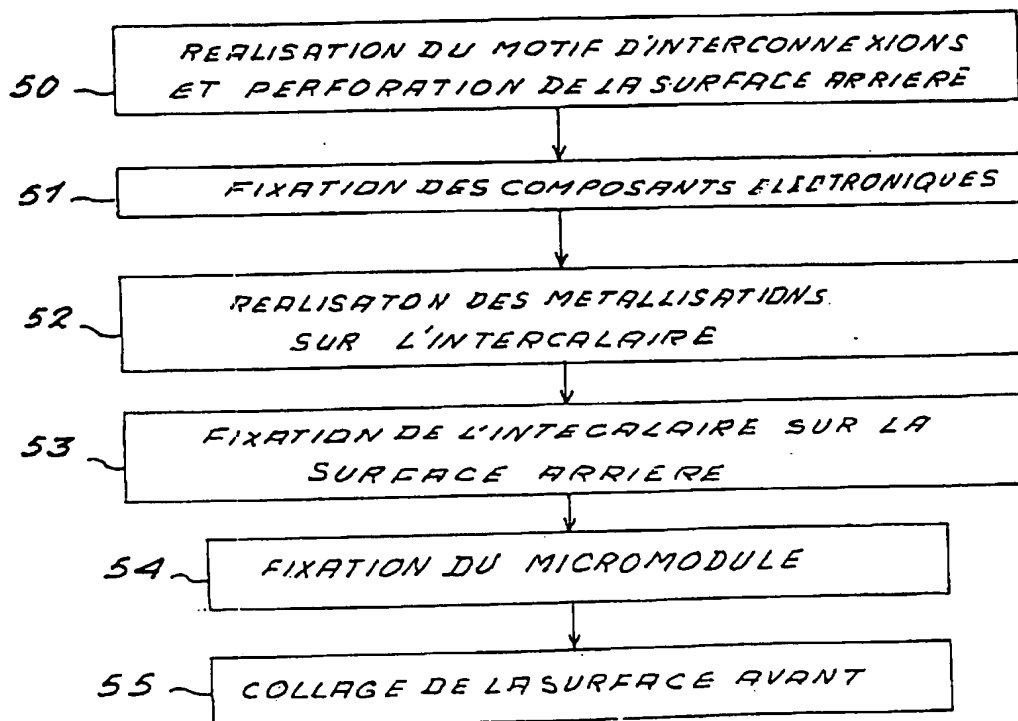 50
REALISATION DU MOTIF D'INTERCONNEXIONS
ET PERFORATION DE LA SURFACE ARRIERE
51
FIXATION DES COMPOSANTS ELECTRONIQUES
52
REALISATON DES METALLISATIONS
SUR L'INTERCALAIRE
53
FIXATION DE L'INTECALAIRE SUR LA
SURFACE ARRIERE
54
FIXATION DU MICROMODULE
55
COLLAGE DE LA SURFACE AVANT